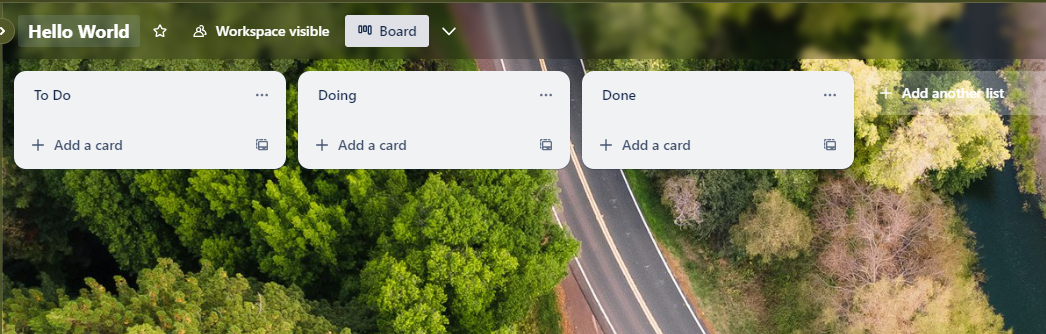 Hello World
Workspace visible
Board
To Do
Doing
Done
Add another list
Add a card
Add a card
Add a card